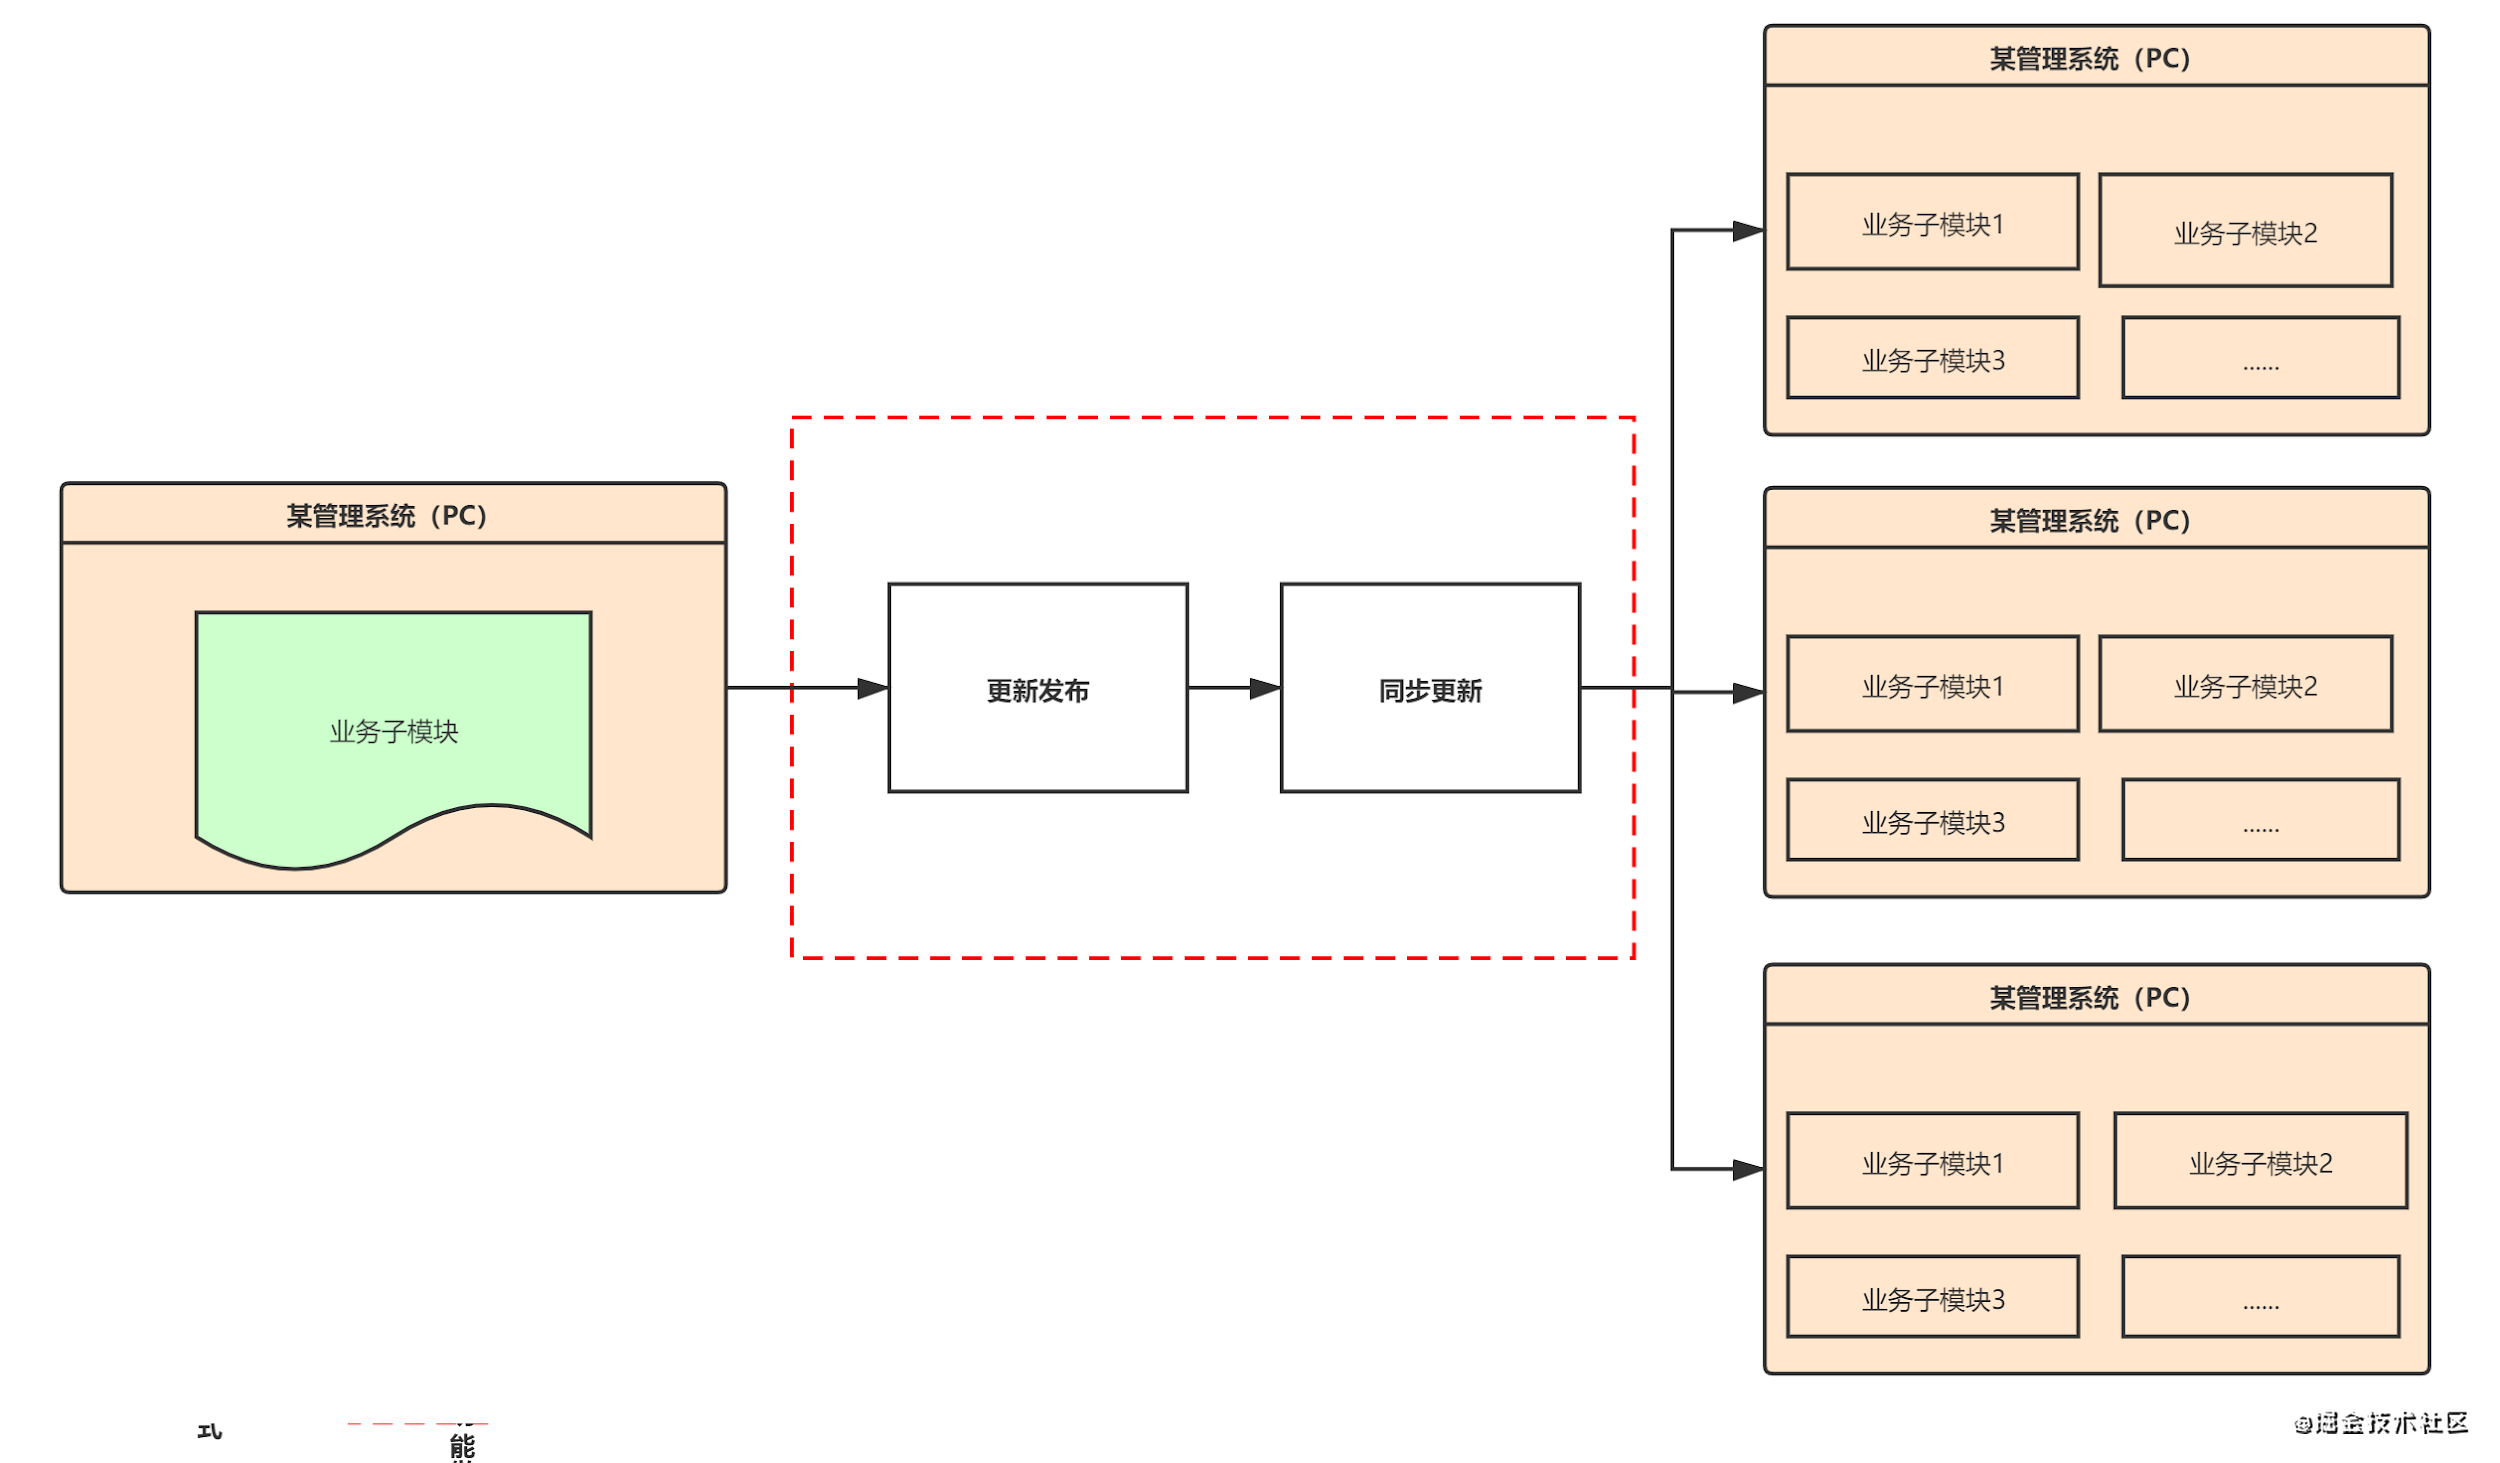 某管理系统（PC）
业务子模块
更新发布
同步更新
某管理系统（PC）
业务子模块1
业务子模块2
业务子模块3
......
某管理系统（PC）
业务子模块1
业务子模块2
业务子模块3
......
某管理系统（PC）
业务子模块1
业务子模块2
业务子模块3
......
式
能
@掘金技术社区